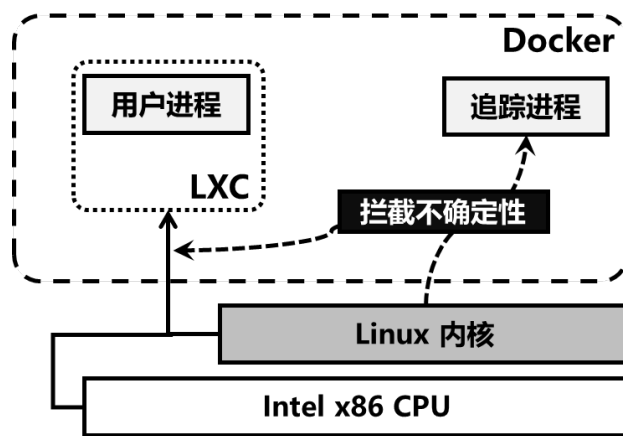 Docker
用户进程
追踪进程
LXC
拦截不确定性
Linux 内核
Intel x86 CPU